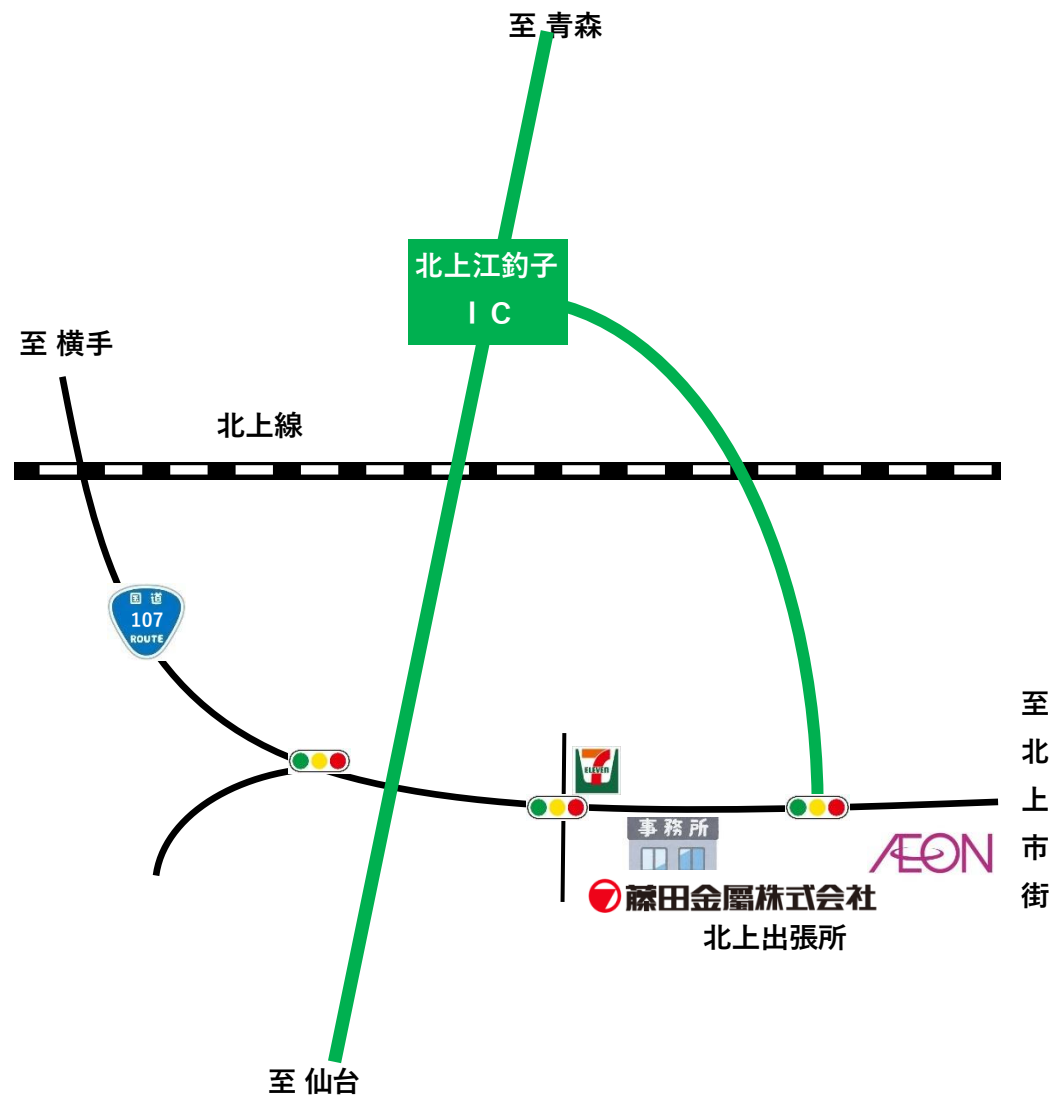 至 青森
北上江釣子
ＩＣ
至 横手
北上線
国道
107
ROUTE
至北上市街
7
ELEVEN
事務所
AEON
藤田金屬株式会社
北上出張所
至 仙台